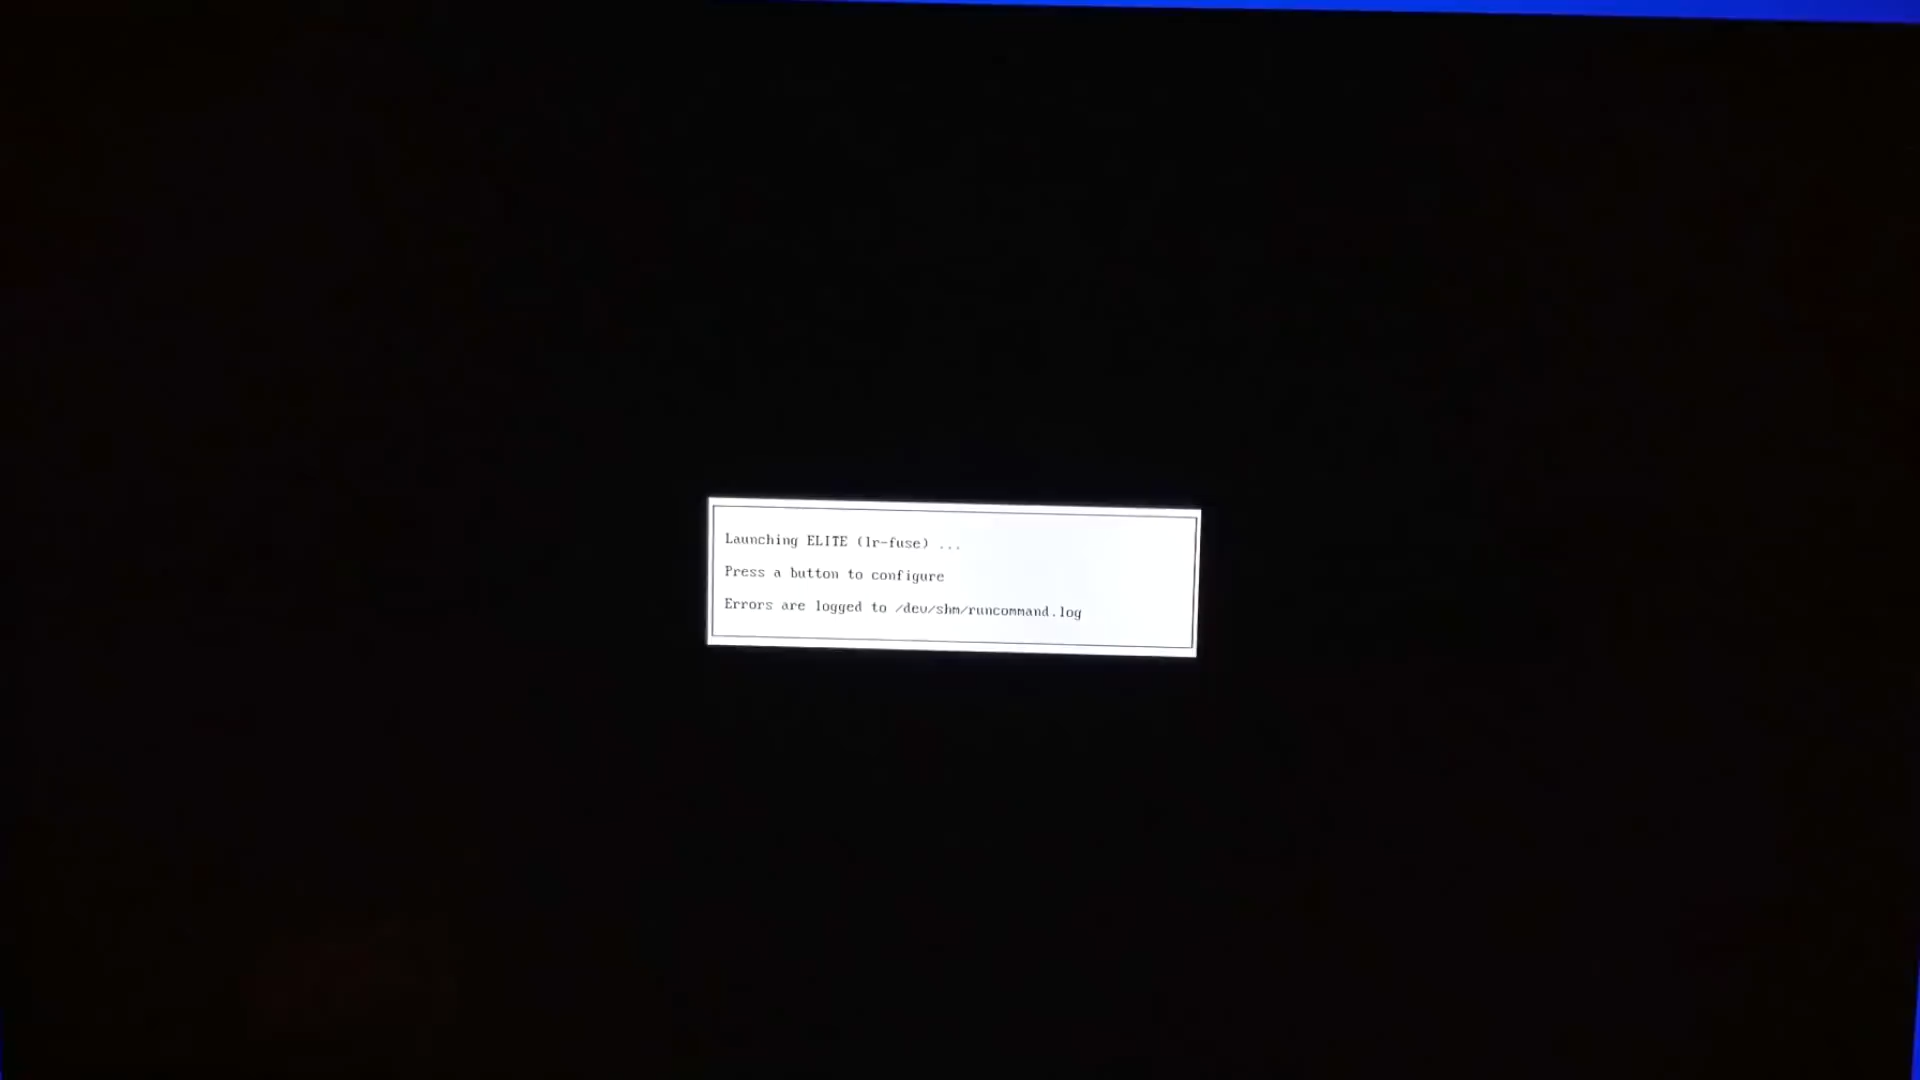 Launching ELITE (lr-fuse) ...
Press a button to configure
Errors are logged to /dev/shm/runcommand.log